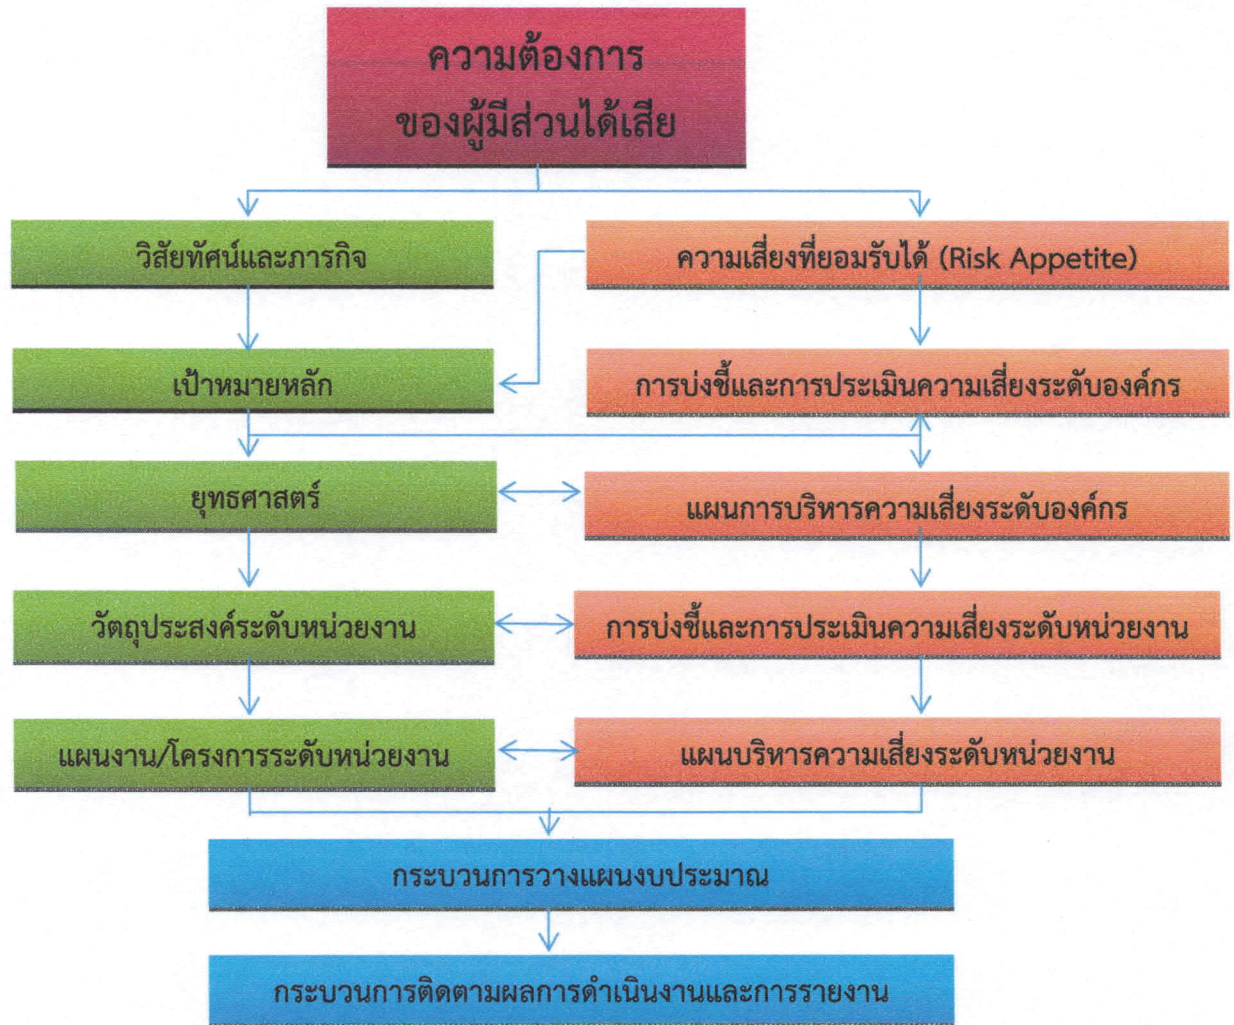 ความต้องการ
ของผู้มีส่วนได้เสีย
วิสัยทัศน์และภารกิจ
ความเสี่ยงที่ยอมรับได้ (Risk Appetite)
เป้าหมายหลัก
การบ่งชี้และการประเมินความเสี่ยงระดับองค์กร
ยุทธศาสตร์
แผนการบริหารความเสี่ยงระดับองค์กร
วัตถุประสงค์ระดับหน่วยงาน
การบ่งชี้และการประเมินความเสี่ยงระดับหน่วยงาน
แผนงาน/โครงการระดับหน่วยงาน
แผนบริหารความเสี่ยงระดับหน่วยงาน
กระบวนการวางแผนงบประมาณ
กระบวนการติดตามผลการดำเนินงานและการรายงาน